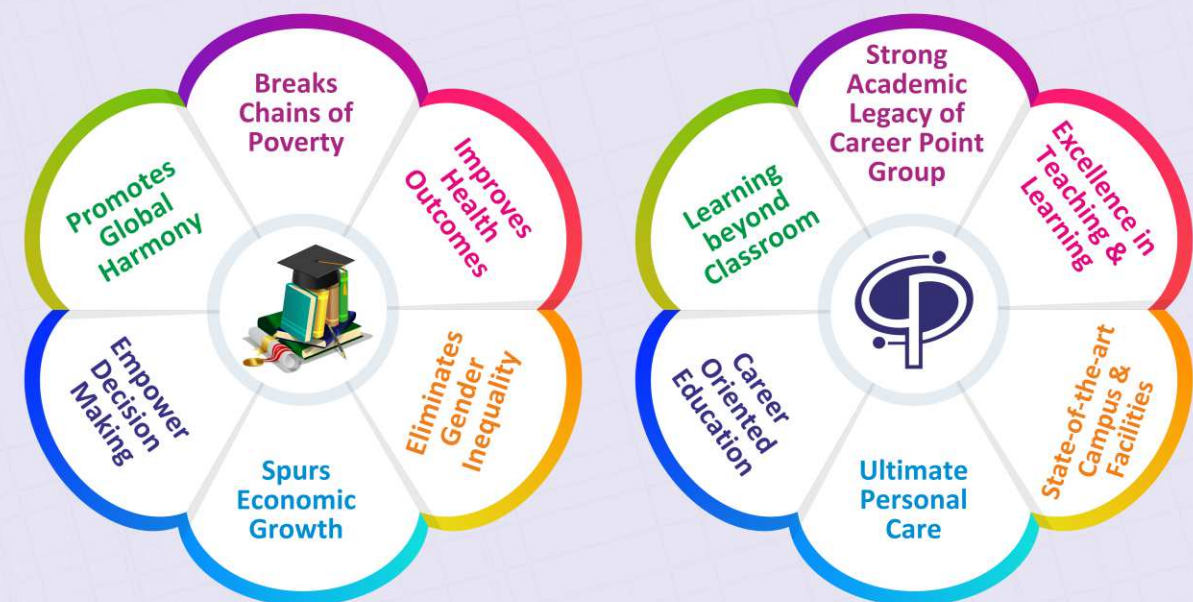 Breaks
Chains of
Poverty
Improves
Health
Outcomes
Eliminates
Gender
Inequality
Spurs
Economic
Growth
Empower
Decision
Making
Promotes
Global
Harmony
Strong
Academic
Legacy of
Career Point
Group
Excellence in
Teaching &
Learning
State-of-the-art
Campus &
Facilities
Ultimate
Personal
Care
Career
Oriented
Education
Learning
beyond
Classroom